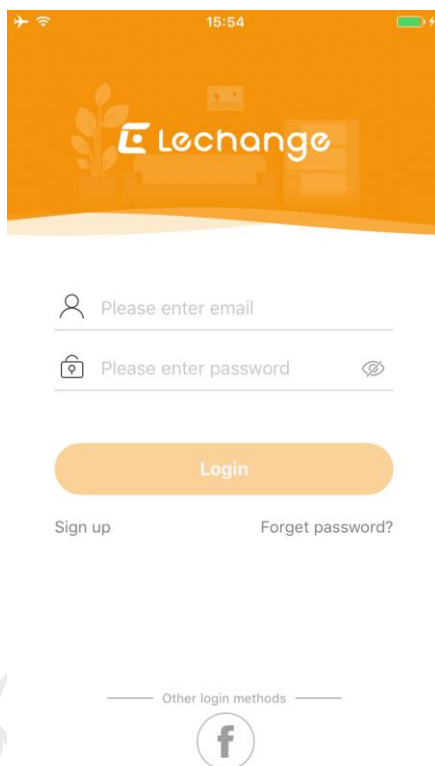 15:54
Lechange
Please enter email
Please enter password
Login
Sign up
Forget password?
Other login methods
f